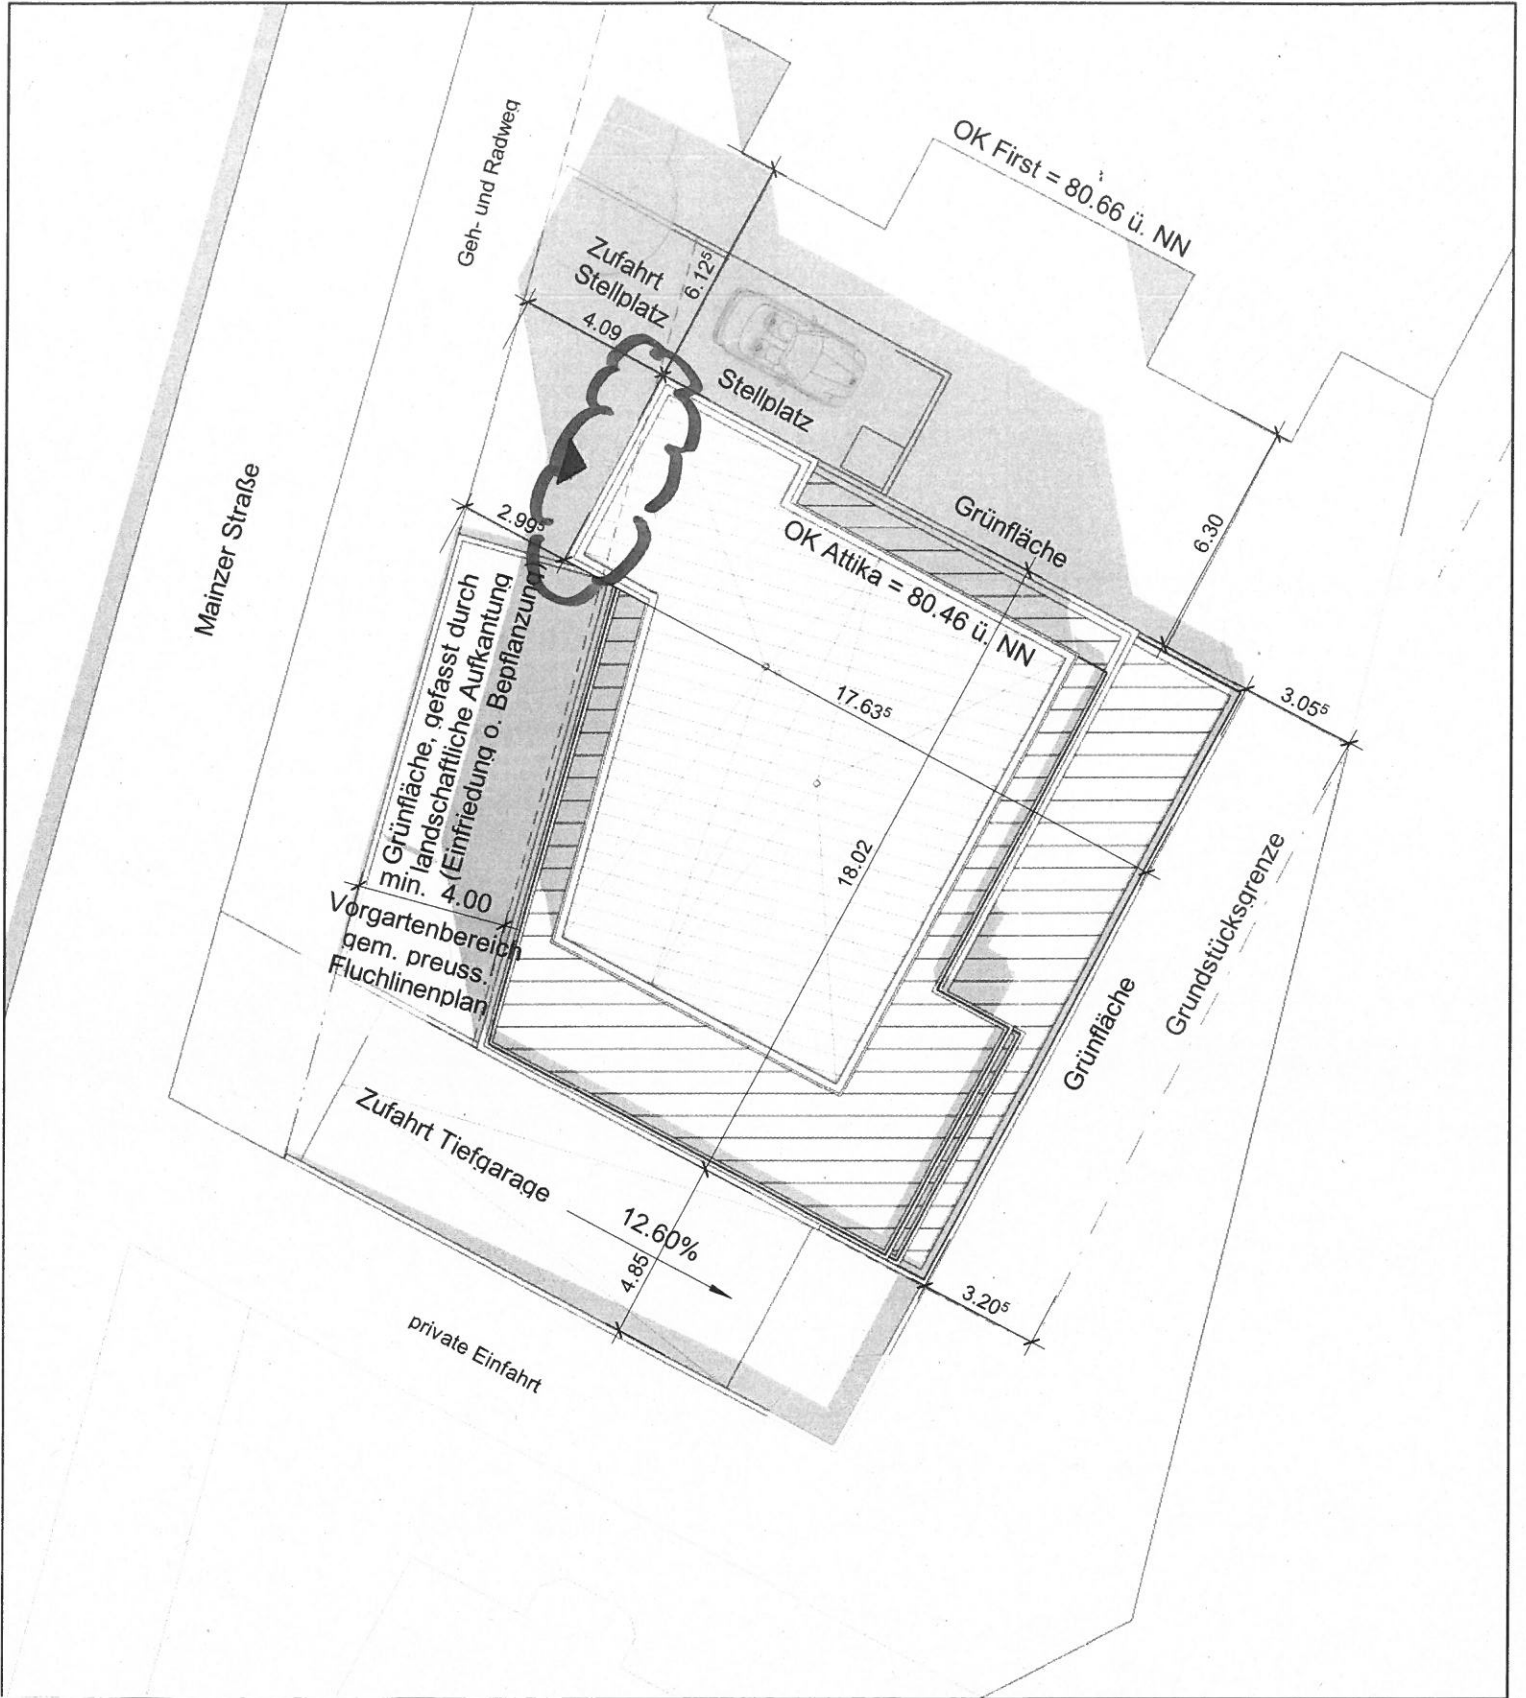 OK First = 80.66 ü. NN
Geh- und Radweg
Zufahrt
Stellplatz
6.12⁵
4.09
Stellplatz
Mainzer Straße
2.99⁵
Grünfläche
6.30
OK Attika = 80.46 ü. NN
Grünfläche, gefasst durch
landschaftliche Aufkantung
(Einfriedung o. Bepflanzung)
17.63⁵
3.05⁵
18.02
min. 4.00
Vorgartenbereich
gem. preuss.
Fluchlinenplan
Grundstücksgrenze
Grünfläche
Zufahrt Tiefgarage
12.60%
4.85
3.20⁵
private Einfahrt